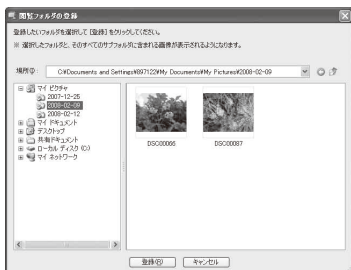 閲覧フォルダの登録
登録したいフォルダを選択して [登録] をクリックしてください。
※ 選択したフォルダと、そのすべてのサブフォルダに含まれる画像が表示されるようになります。
場所(I): C:¥Documents and Settings¥097122¥My Documents¥My Pictures¥2008-02-09
マイ ピクチャ
2007-12-25
2008-02-09
2008-02-12
マイ ドキュメント
デスクトップ
共有ドキュメント
ローカル ディスク (C:)
マイ ネットワーク
DSC00066 DSC00087
登録(R) キャンセル